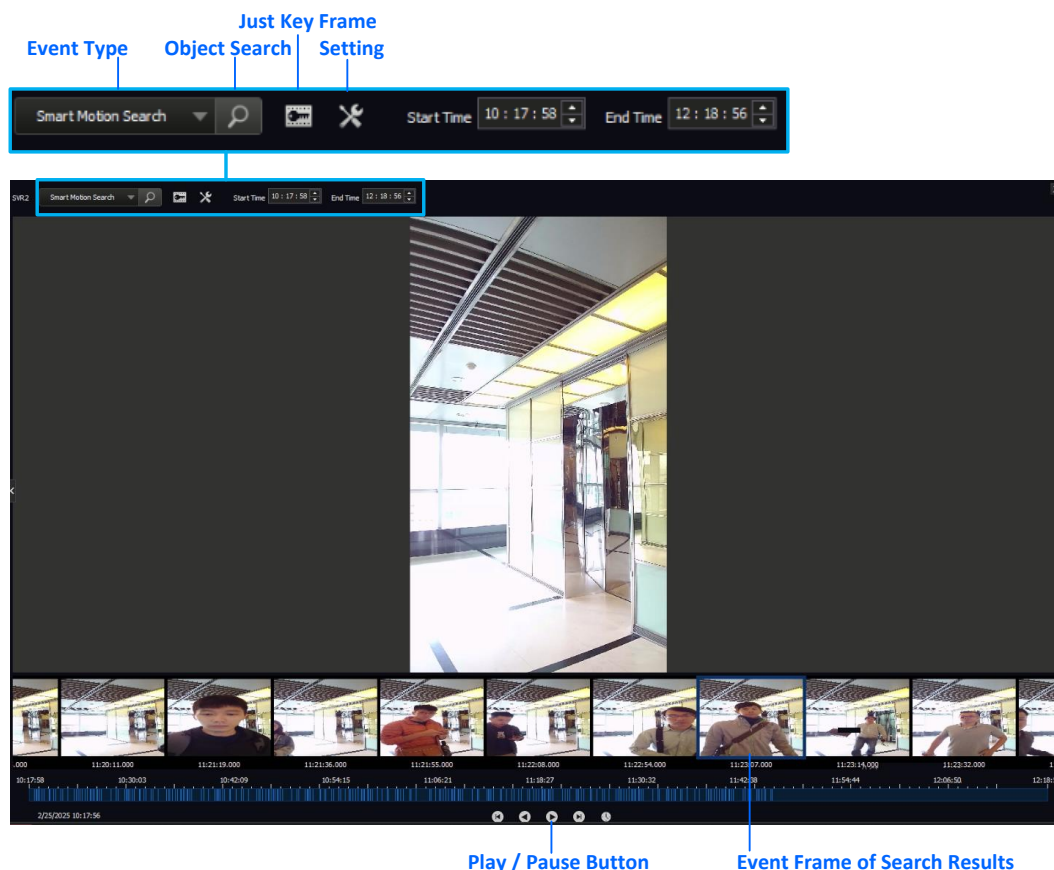 Just Key Frame
Event Type Object Search Setting
Smart Motion Search Start Time 10 : 17 : 58 End Time 12 : 18 : 56
SVR2 Smart Motion Search Start Time 10 : 17 : 58 End Time 12 : 18 : 56
.000 11:20:11.000 11:21:19.000 11:21:36.000 11:21:55.000 11:22:08.000 11:22:54.000 11:23:07.000 11:23:14.000 11:23:32.000 1
10:17:58 10:30:03 10:42:09 10:54:15 11:06:21 11:18:27 11:30:32 11:42:38 11:54:44 12:06:50 12:18:
2/25/2025 10:17:56
Play / Pause Button Event Frame of Search Results